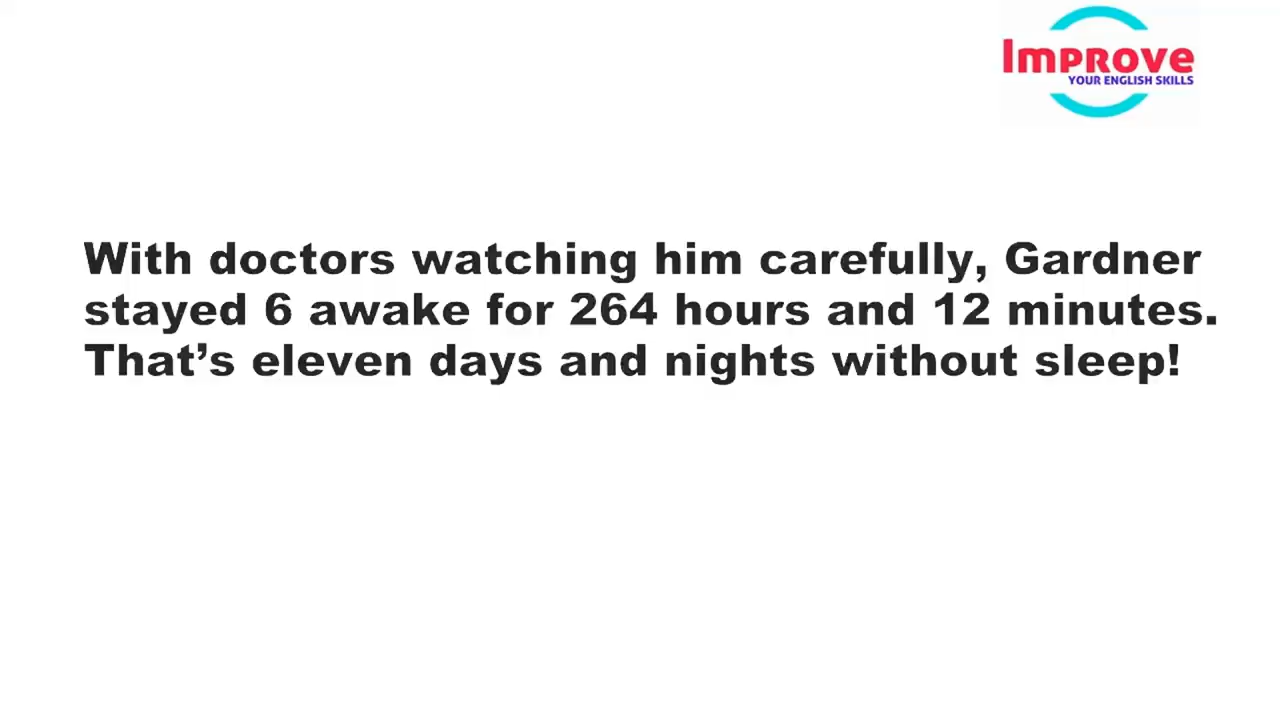 Improve
YOUR ENGLISH SKILLS
With doctors watching him carefully, Gardner
stayed 6 awake for 264 hours and 12 minutes.
That’s eleven days and nights without sleep!